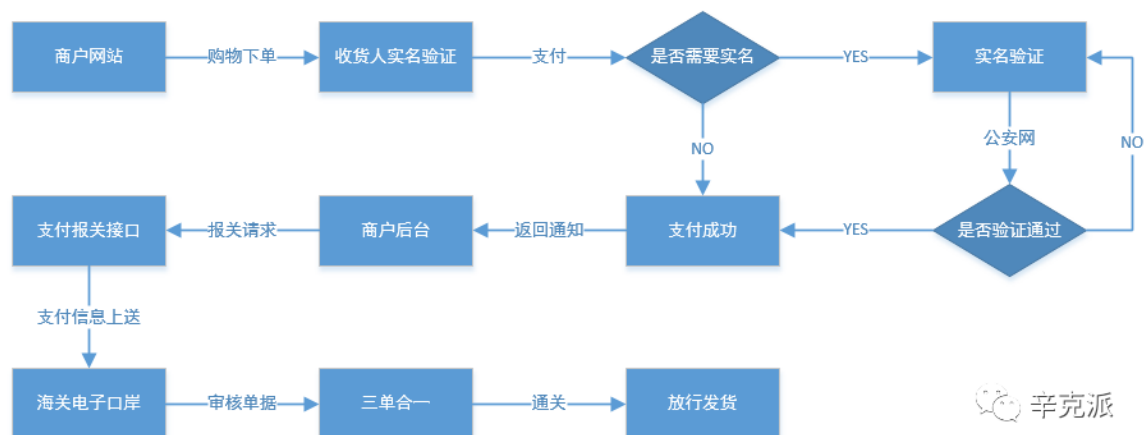 商户网站
购物下单
收货人实名验证
支付
是否需要实名
YES
实名验证
NO
公安网
NO
支付报关接口
报关请求
商户后台
返回通知
支付成功
YES
是否验证通过
支付信息上送
海关电子口岸
审核单据
三单合一
通关
放行发货
辛克派